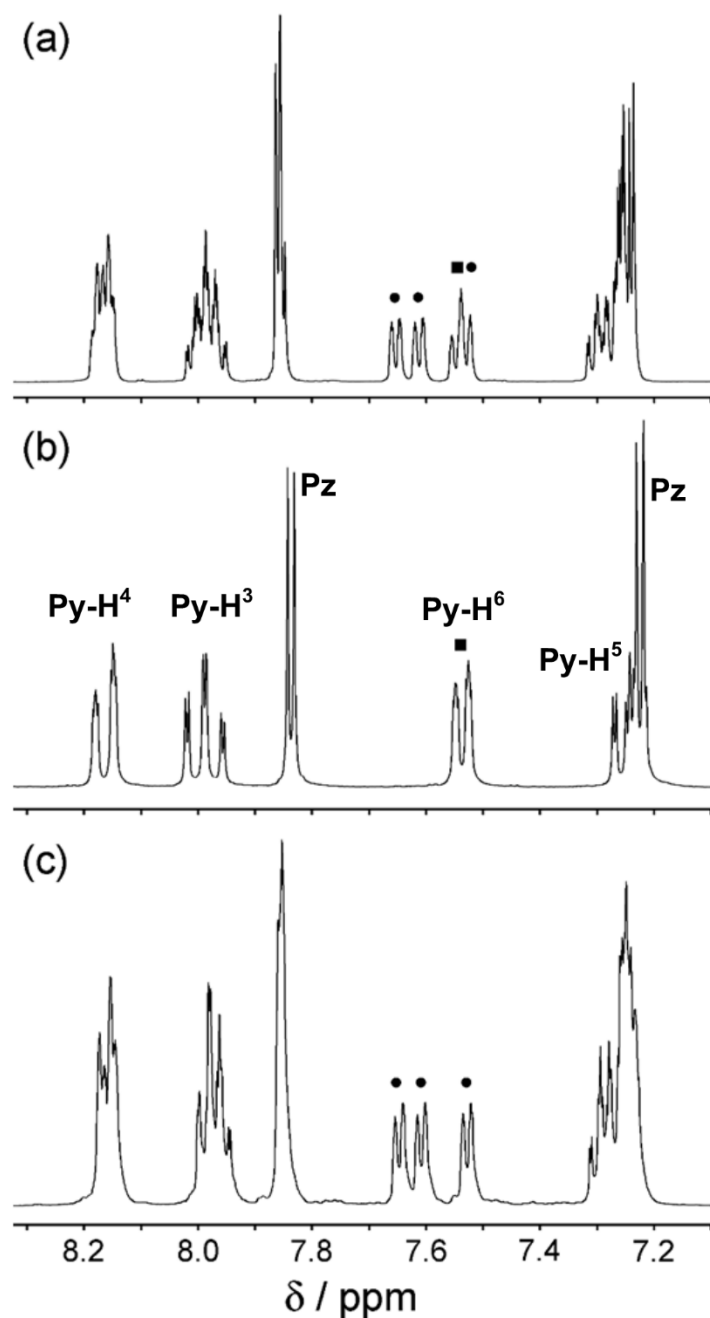 (a)
■ ●
● ●
(b)
Pz
Pz
Py-H⁴
Py-H³
Py-H⁶
■
Py-H⁵
(c)
● ● ●
8.2 8.0 7.8 7.6 7.4 7.2
δ / ppm